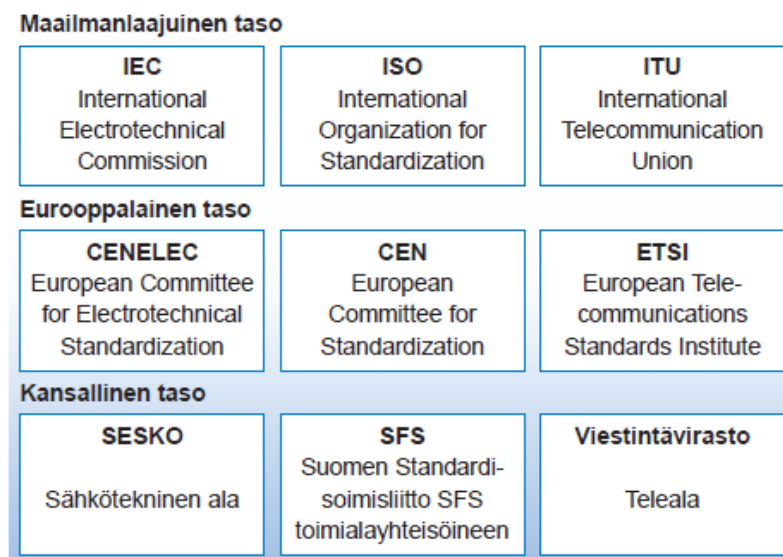 Maailmanlaajuinen taso
IEC
International
Electrotechnical
Commission
ISO
International
Organization for
Standardization
ITU
International
Telecommunication
Union
Eurooppalainen taso
CENELEC
European Committee
for Electrotechnical
Standardization
CEN
European
Committee for
Standardization
ETSI
European Tele-
communications
Standards Institute
Kansallinen taso
SESKO
Sähkötekninen ala
SFS
Suomen Standardi-
soimisliitto SFS
toimialayhteisöineen
Viestintävirasto
Teleala